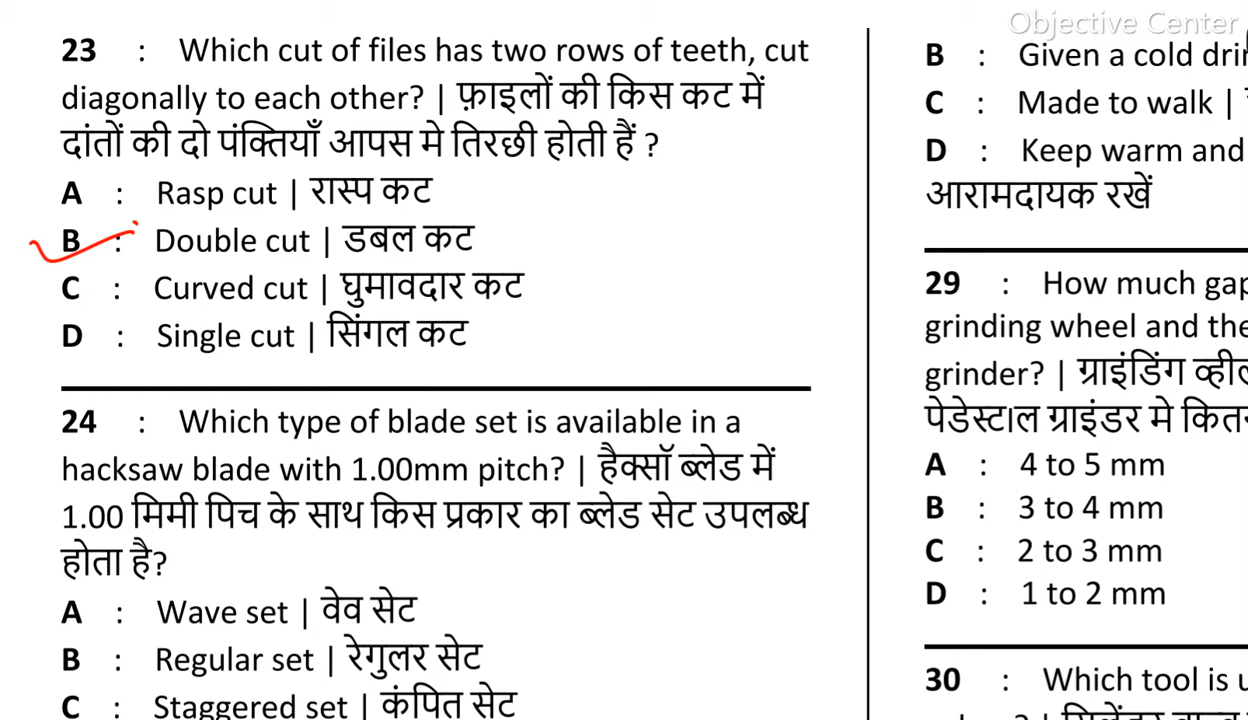 Objective Center
23 : Which cut of files has two rows of teeth, cut
diagonally to each other? | फ़ाइलों की किस कट में
दांतों की दो पंक्तियाँ आपस मे तिरछी होती हैं ?
A : Rasp cut | रास्प कट
B : Double cut | डबल कट
C : Curved cut | घुमावदार कट
D : Single cut | सिंगल कट
24 : Which type of blade set is available in a
hacksaw blade with 1.00mm pitch? | हैक्सॉ ब्लेड में
1.00 मिमी पिच के साथ किस प्रकार का ब्लेड सेट उपलब्ध
होता है?
A : Wave set | वेव सेट
B : Regular set | रेगुलर सेट
C : Staggered set | कंपित सेट
B : Given a cold
C : Made to walk |
D : Keep warm and
आरामदायक रखें
29 : How much
grinding wheel and
grinder? | ग्राइंडिंग
पेडेस्टाल ग्राइंडर मे
A : 4 to 5 mm
B : 3 to 4 mm
C : 2 to 3 mm
D : 1 to 2 mm
30 : Which tool is